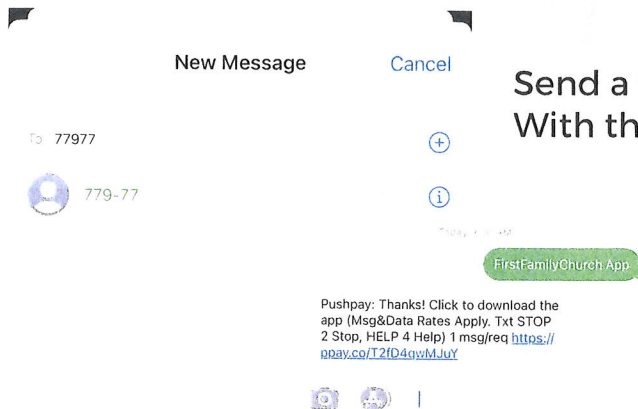 New Message
Cancel
Send a
With th
To: 77977
779-77
FirstFamilyChurch App
Pushpay: Thanks! Click to download the
app (Msg&Data Rates Apply. Txt STOP
2 Stop, HELP 4 Help) 1 msg/req https://
ppay.co/T2fD4qwMJuY